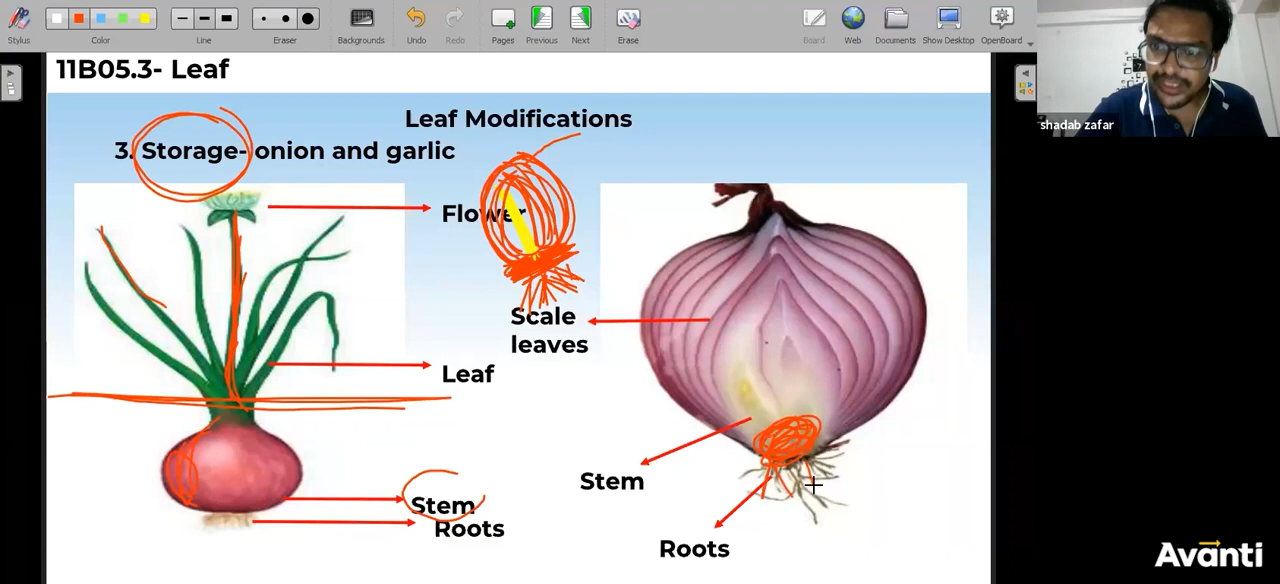 Stylus
Color
Line
Eraser
Backgrounds
Undo
Redo
Pages
Previous
Next
Erase
Board
Web
Documents
Show Desktop
OpenBoard
shadab zafar
11B05.3- Leaf
Leaf Modifications
3. Storage- onion and garlic
Flower
Scale
leaves
Leaf
Stem
Roots
Stem
Roots
Avanti